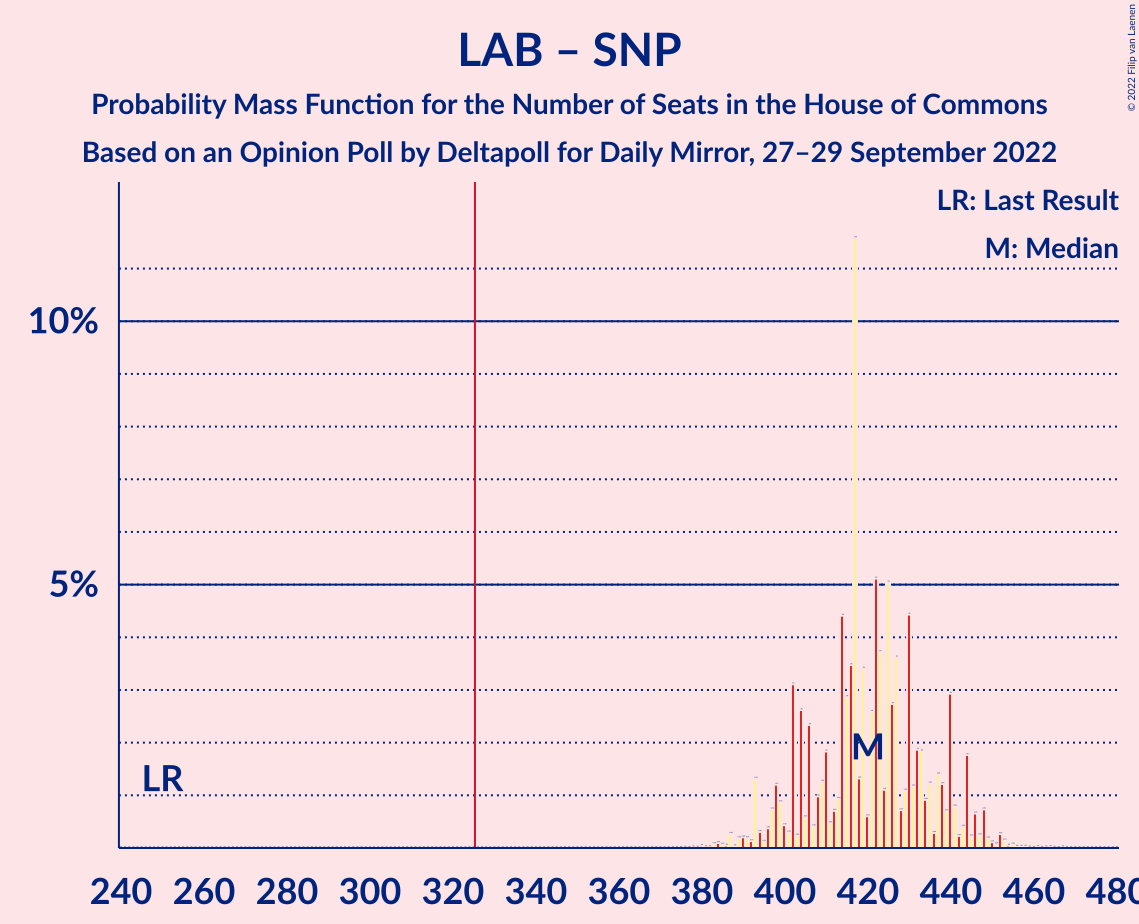 LAB – SNP
Probability Mass Function for the Number of Seats in the House of Commons
Based on an Opinion Poll by Deltapoll for Daily Mirror, 27–29 September 2022
© 2022 Filip van Laenen
LR: Last Result
M: Median
10%
5%
M
LR
240 260 280 300 320 340 360 380 400 420 440 460 480